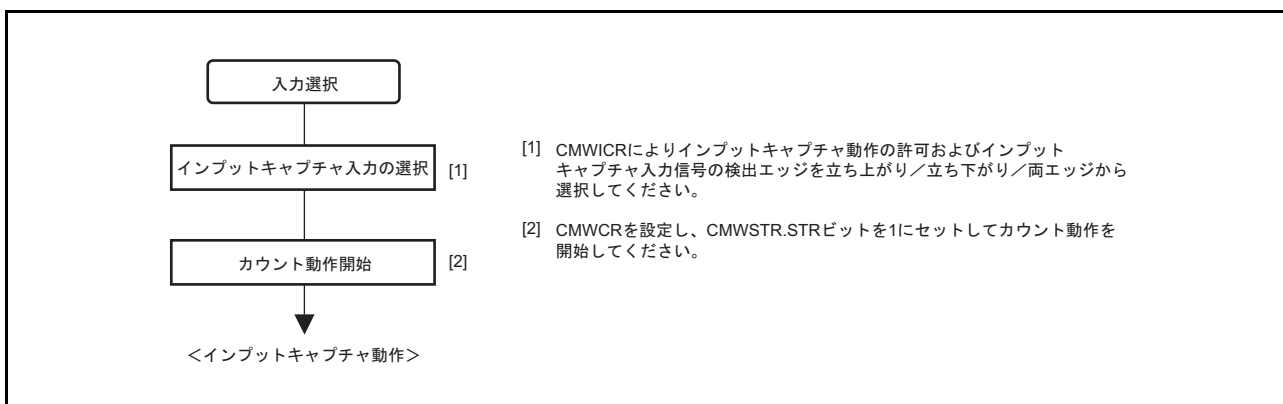 入力選択
インプットキャプチャ入力の選択 [1]
カウント動作開始 [2]
＜インプットキャプチャ動作＞
[1] CMWICRによりインプットキャプチャ動作の許可およびインプット
キャプチャ入力信号の検出エッジを立ち上がり／立ち下がり／両エッジから
選択してください。
[2] CMWCRを設定し、CMWSTR.STRビットを1にセットしてカウント動作を
開始してください。